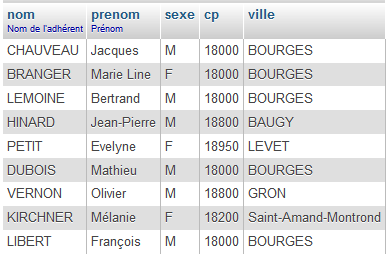 nom prenom sexe cp ville
Nom de l'adhérent Prénom
CHAUVEAU Jacques M 18000 BOURGES
BRANGER Marie Line F 18000 BOURGES
LEMOINE Bertrand M 18000 BOURGES
HINARD Jean-Pierre M 18800 BAUGY
PETIT Evelyne F 18950 LEVET
DUBOIS Mathieu M 18000 BOURGES
VERNON Olivier M 18800 GRON
KIRCHNER Mélanie F 18200 Saint-Amand-Montrond
LIBERT François M 18000 BOURGES